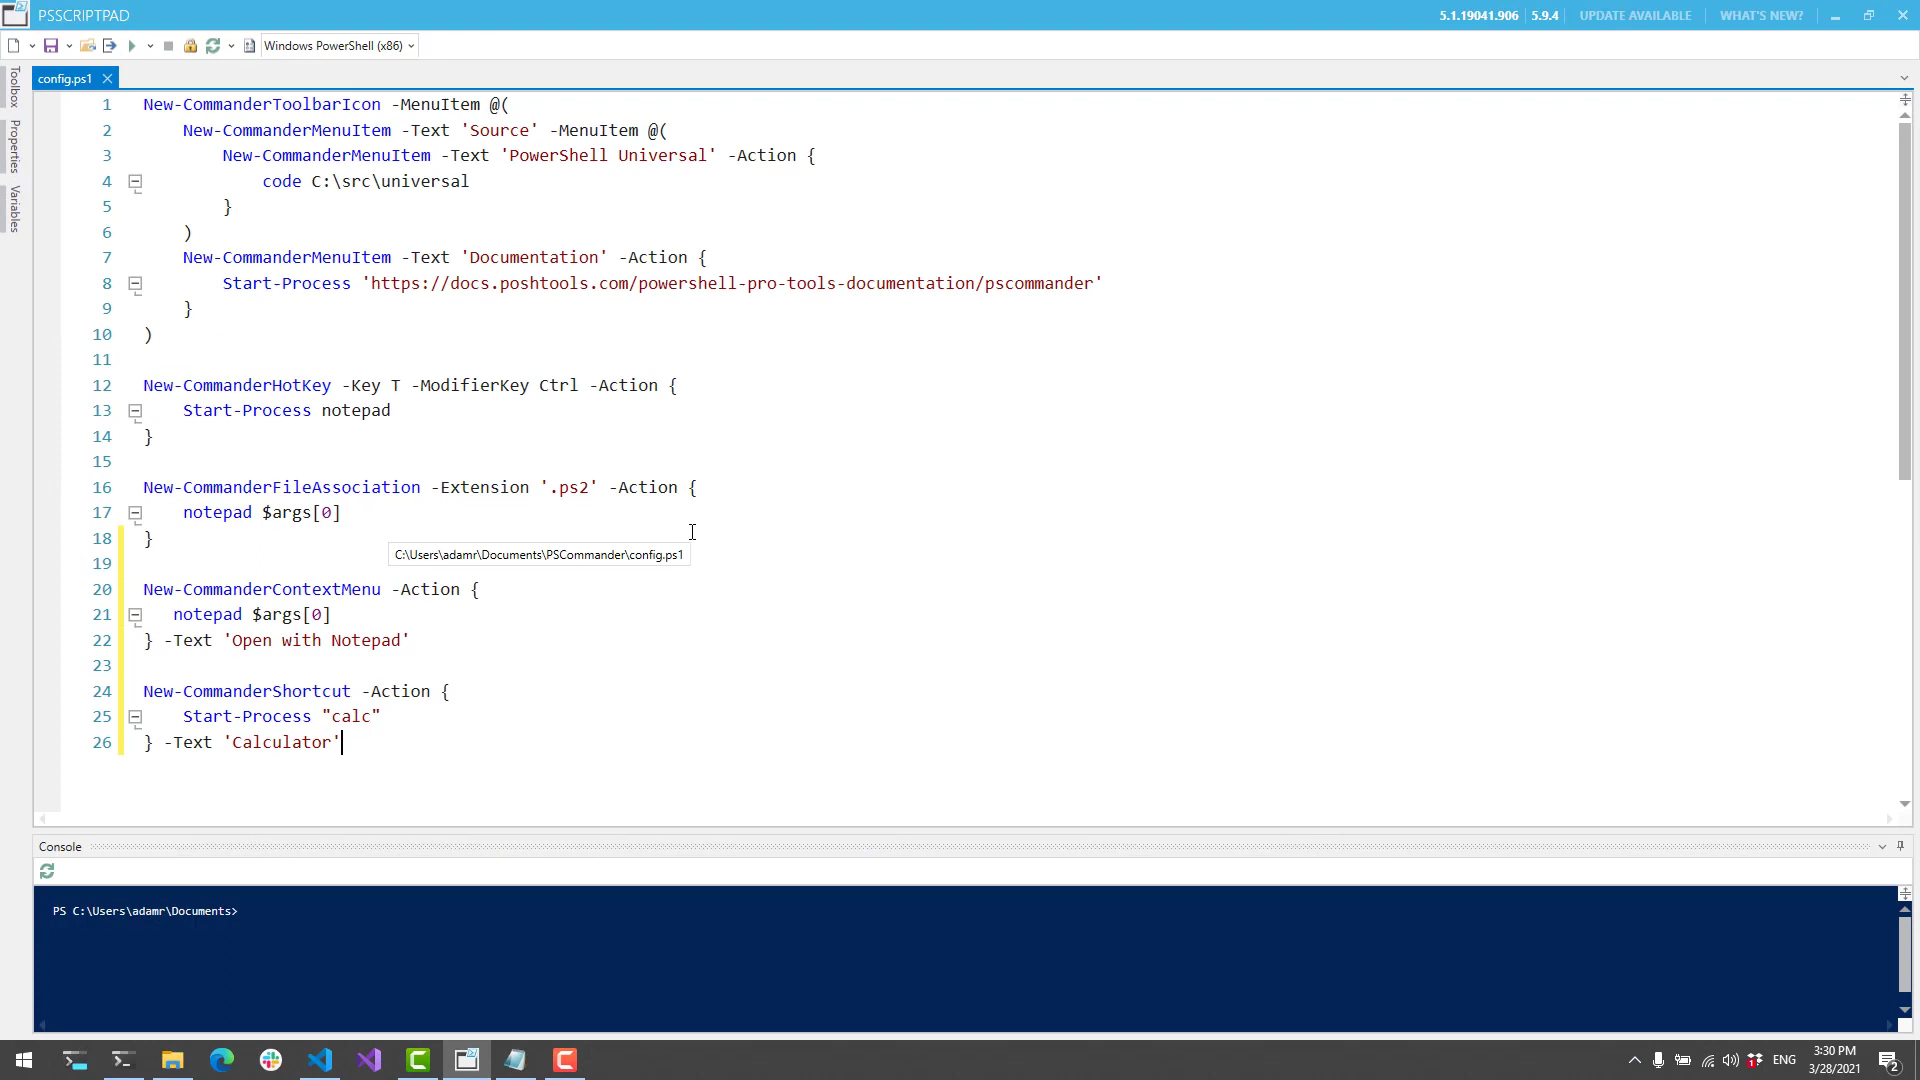 PSSCRIPTPAD
5.1.19041.906 5.9.4 UPDATE AVAILABLE WHAT'S NEW?
Windows PowerShell (x86)
Toolbox
Properties
Variables
config.ps1
1 New-CommanderToolbarIcon -MenuItem @(
2 New-CommanderMenuItem -Text 'Source' -MenuItem @(
3 New-CommanderMenuItem -Text 'PowerShell Universal' -Action {
4 code C:\src\universal
5 }
6 )
7 New-CommanderMenuItem -Text 'Documentation' -Action {
8 Start-Process 'https://docs.poshtools.com/powershell-pro-tools-documentation/pscommander'
9 }
10 )
11
12 New-CommanderHotKey -Key T -ModifierKey Ctrl -Action {
13 Start-Process notepad
14 }
15
16 New-CommanderFileAssociation -Extension '.ps2' -Action {
17 notepad $args[0]
18 }
C:\Users\adamr\Documents\PSCommander\config.ps1
19
20 New-CommanderContextMenu -Action {
21 notepad $args[0]
22 } -Text 'Open with Notepad'
23
24 New-CommanderShortcut -Action {
25 Start-Process "calc"
26 } -Text 'Calculator'
Console
PS C:\Users\adamr\Documents>
ENG
3:30 PM
3/28/2021
2